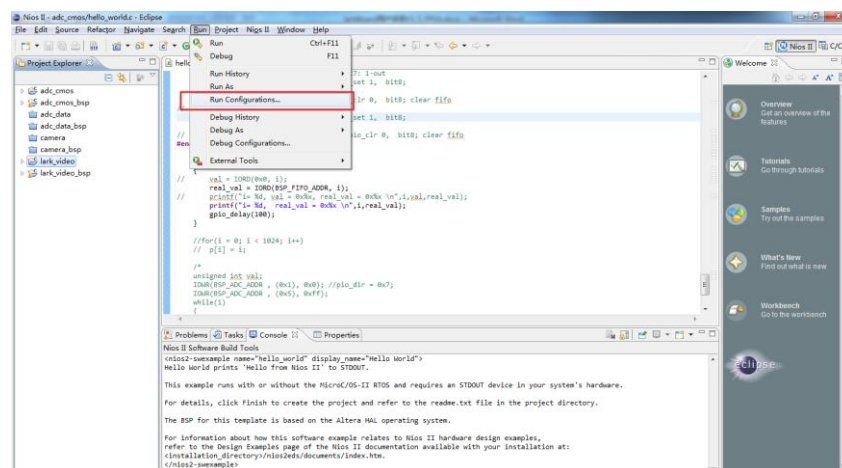 Nios II - adc_cmos/hello_world.c - Eclipse
File Edit Source Refactor Navigate Search Run Project Nios II Window Help
Nios II C/C
Project Explorer
adc_cmos
adc_cmos_bsp
adc_data
adc_data_bsp
camera
camera_bsp
lark_video
lark_video_bsp
Run Ctrl+F11
Debug F11
Run History
Run As
Run Configurations...
Debug History
Debug As
Debug Configurations...
External Tools
7: 1-out
set 1, bit8;
clr 0, bit8; clear fifo
set 1, bit6;
// pio_clr 0, bit8; clear fifo
#en
{
// val = IORD(0x0, i);
real_val = IORD(BSP_FIFO_ADDR, i);
// printf("i= %d, val = 0x%x, real_val = 0x%x \n",i,val,real_val);
printf("i= %d, real_val = 0x%x \n",i,real_val);
gpio_delay(100);
}
//for(i = 0; i < 1024; i++)
// p[i] = i;
/*
unsigned int val;
IOWR(BSP_ADC_ADDR , (0x1), 0x0); //pio_dir = 0x7;
IOWR(BSP_ADC_ADDR , (0x5), 0xff);
while(1)
{
Welcome
Overview
Get an overview of the features
Tutorials
Go through tutorials
Samples
Try out the samples
What's New
Find out what is new
Workbench
Go to the workbench
eclipse
Problems Tasks Console Properties
Nios II Software Build Tools
<nios2-swexample name="hello_world" display_name="Hello World">
Hello World prints 'Hello from Nios II' to STDOUT.
This example runs with or without the MicroC/OS-II RTOS and requires an STDOUT device in your system's hardware.
For details, click Finish to create the project and refer to the readme.txt file in the project directory.
The BSP for this template is based on the Altera HAL operating system.
For information about how this software example relates to Nios II hardware design examples,
refer to the Design Examples page of the Nios II documentation available with your installation at:
<installation_directory>/nios2eds/documents/index.htm.
</nios2-swexample>